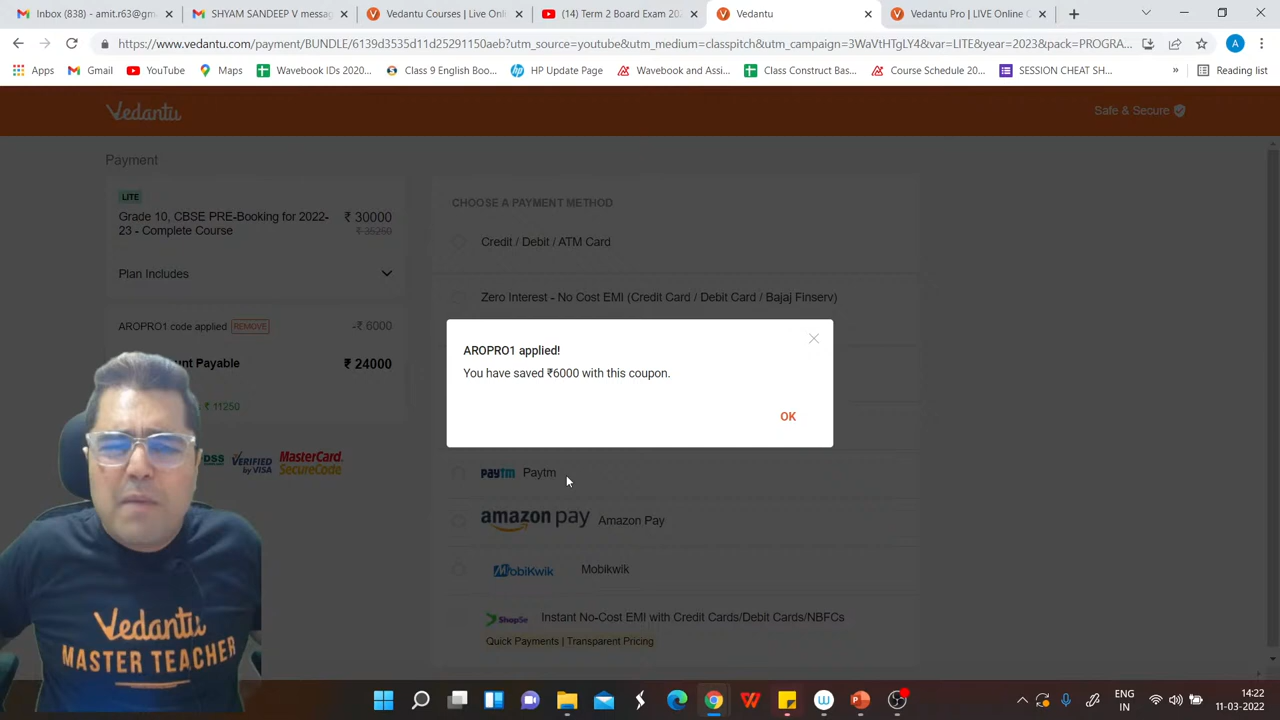 Inbox (838) - amit.r63@gm
SHYAM SANDEEP V messag
Vedantu Courses | Live Onl
(14) Term 2 Board Exam 20
Vedantu
Vedantu Pro | LIVE Online C
https://www.vedantu.com/payment/BUNDLE/6139d3535d11d25291150aeb?utm_source=youtube&utm_medium=classpitch&utm_campaign=3WaVtHTgLY4&var=LITE&year=2023&pack=PROGRA...
A
Apps
Gmail
YouTube
Maps
Wavebook IDs 2020...
Class 9 English Boo...
HP Update Page
Wavebook and Assi...
Class Construct Bas...
Course Schedule 20...
SESSION CHEAT SH...
»
Reading list
Vedantu
Safe & Secure
Payment
LITE
Grade 10, CBSE PRE-Booking for 2022-
23 - Complete Course
₹ 30000
₹ 35250
Plan Includes
AROPRO1 code applied
REMOVE
-₹ 6000
unt Payable
₹ 24000
₹ 11250
DSS
VERIFIED
by VISA
MasterCard.
SecureCode
CHOOSE A PAYMENT METHOD
Credit / Debit / ATM Card
Zero Interest - No Cost EMI (Credit Card / Debit Card / Bajaj Finserv)
AROPRO1 applied!
You have saved ₹6000 with this coupon.
OK
paytm Paytm
amazon pay Amazon Pay
MobiKwik Mobikwik
ShopSe Instant No-Cost EMI with Credit Cards/Debit Cards/NBFCs
Quick Payments | Transparent Pricing
Vedantu
MASTER TEACHER
ENG
IN
14:22
11-03-2022